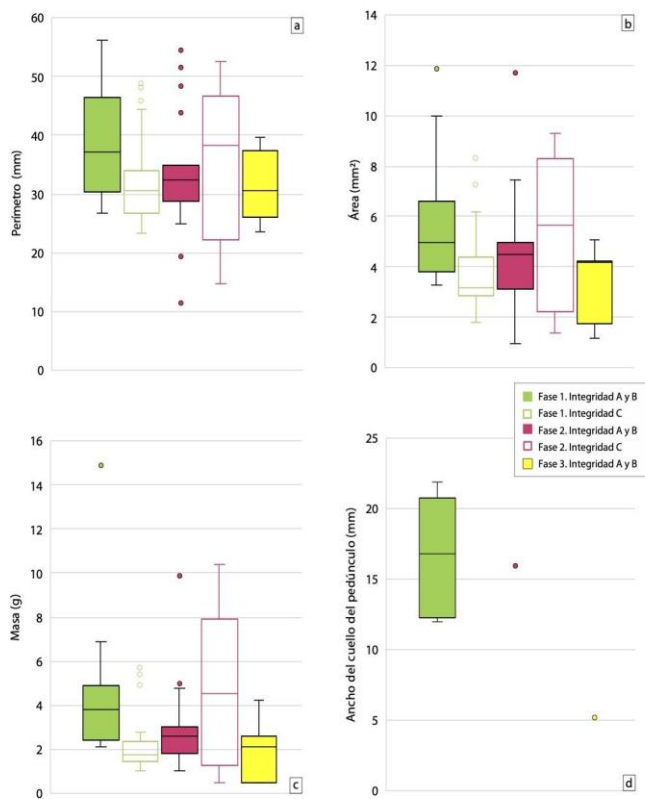 a
60
50
40
30
20
10
0
Perímetro (mm)
b
14
12
10
8
6
4
2
0
Área (mm²)
Fase 1. Integridad A y B
Fase 1. Integridad C
Fase 2. Integridad A y B
Fase 2. Integridad C
Fase 3. Integridad A y B
16
14
12
10
8
6
4
2
0
Masa (g)
c
25
20
15
10
5
0
Ancho del cuello del pedúnculo (mm)
d